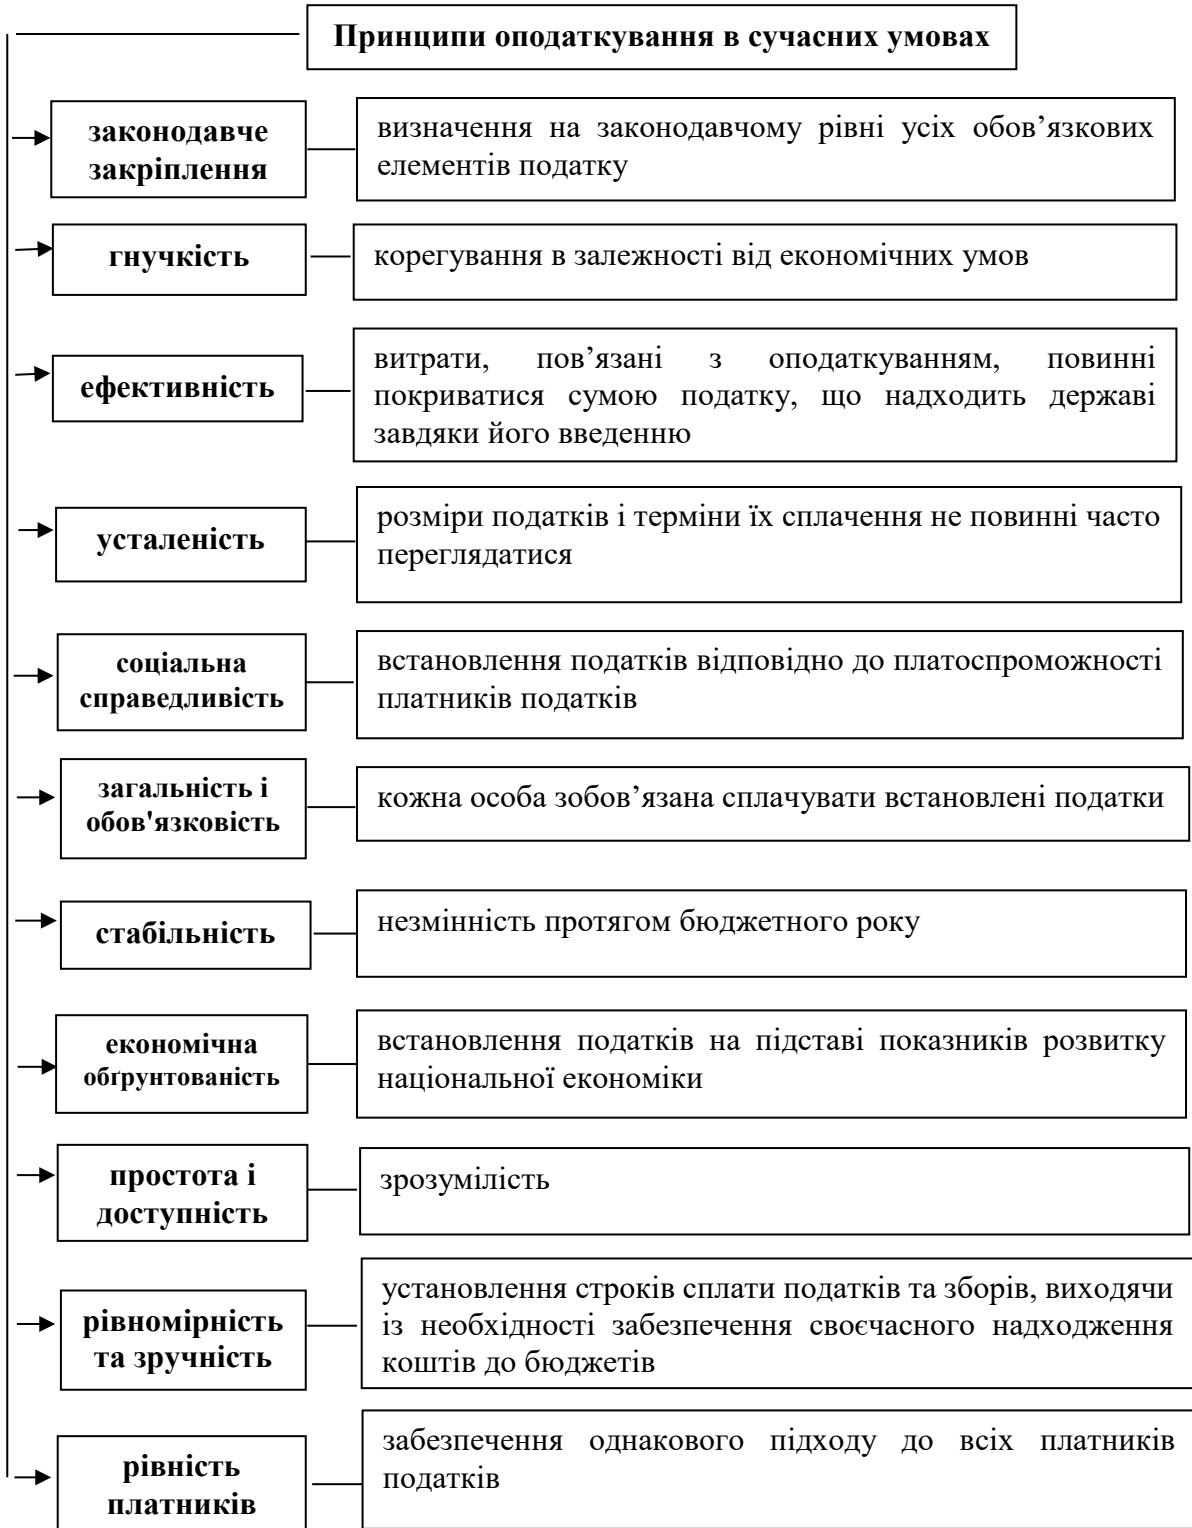 Принципи оподаткування в сучасних умовах
законодавче
закріплення
визначення на законодавчому рівні усіх обов’язкових
елементів податку
гнучкість
корегування в залежності від економічних умов
ефективність
витрати, пов’язані з оподаткуванням, повинні
покриватися сумою податку, що надходить державі
завдяки його введенню
усталеність
розміри податків і терміни їх сплачення не повинні часто
переглядатися
соціальна
справедливість
встановлення податків відповідно до платоспроможності
платників податків
загальність і
обов'язковість
кожна особа зобов’язана сплачувати встановлені податки
стабільність
незмінність протягом бюджетного року
економічна
обґрунтованість
встановлення податків на підставі показників розвитку
національної економіки
простота і
доступність
зрозумілість
рівномірність
та зручність
установлення строків сплати податків та зборів, виходячи
із необхідності забезпечення своєчасного надходження
коштів до бюджетів
рівність
платників
забезпечення однакового підходу до всіх платників
податків